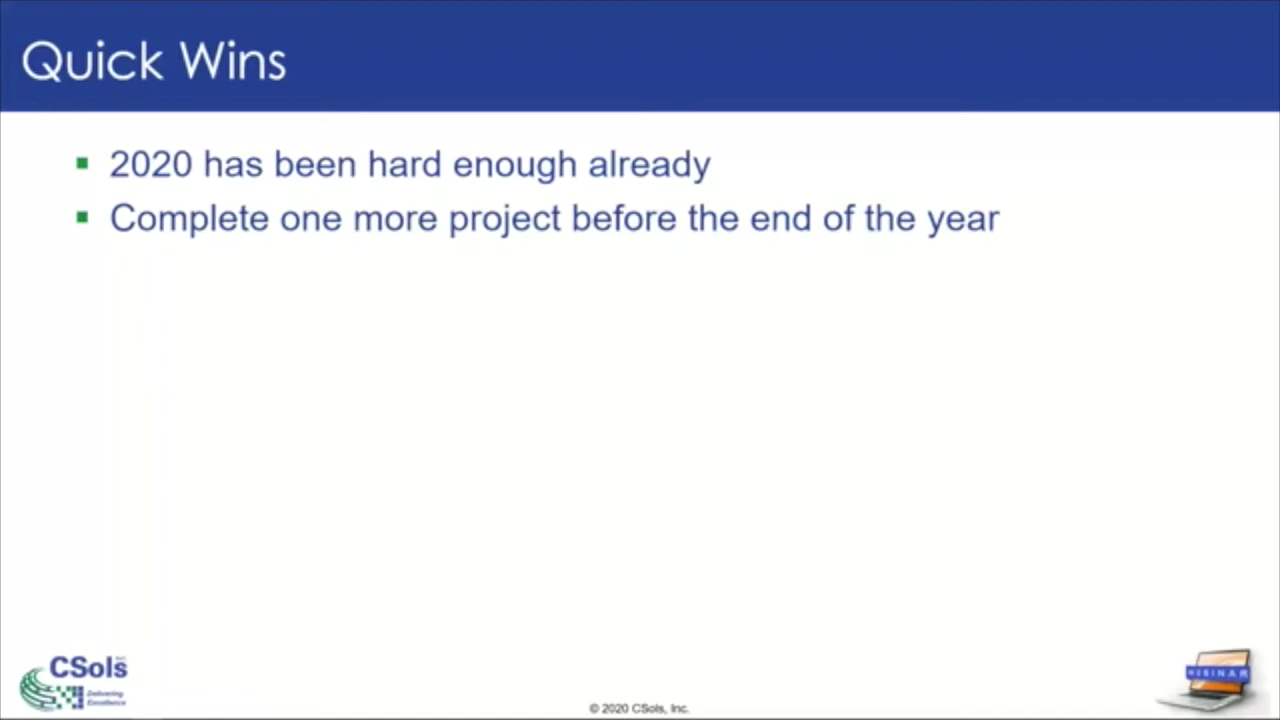 Quick Wins
2020 has been hard enough already
Complete one more project before the end of the year
CSols
Delivering
Excellence
© 2020 CSols, Inc.
WEBINAR